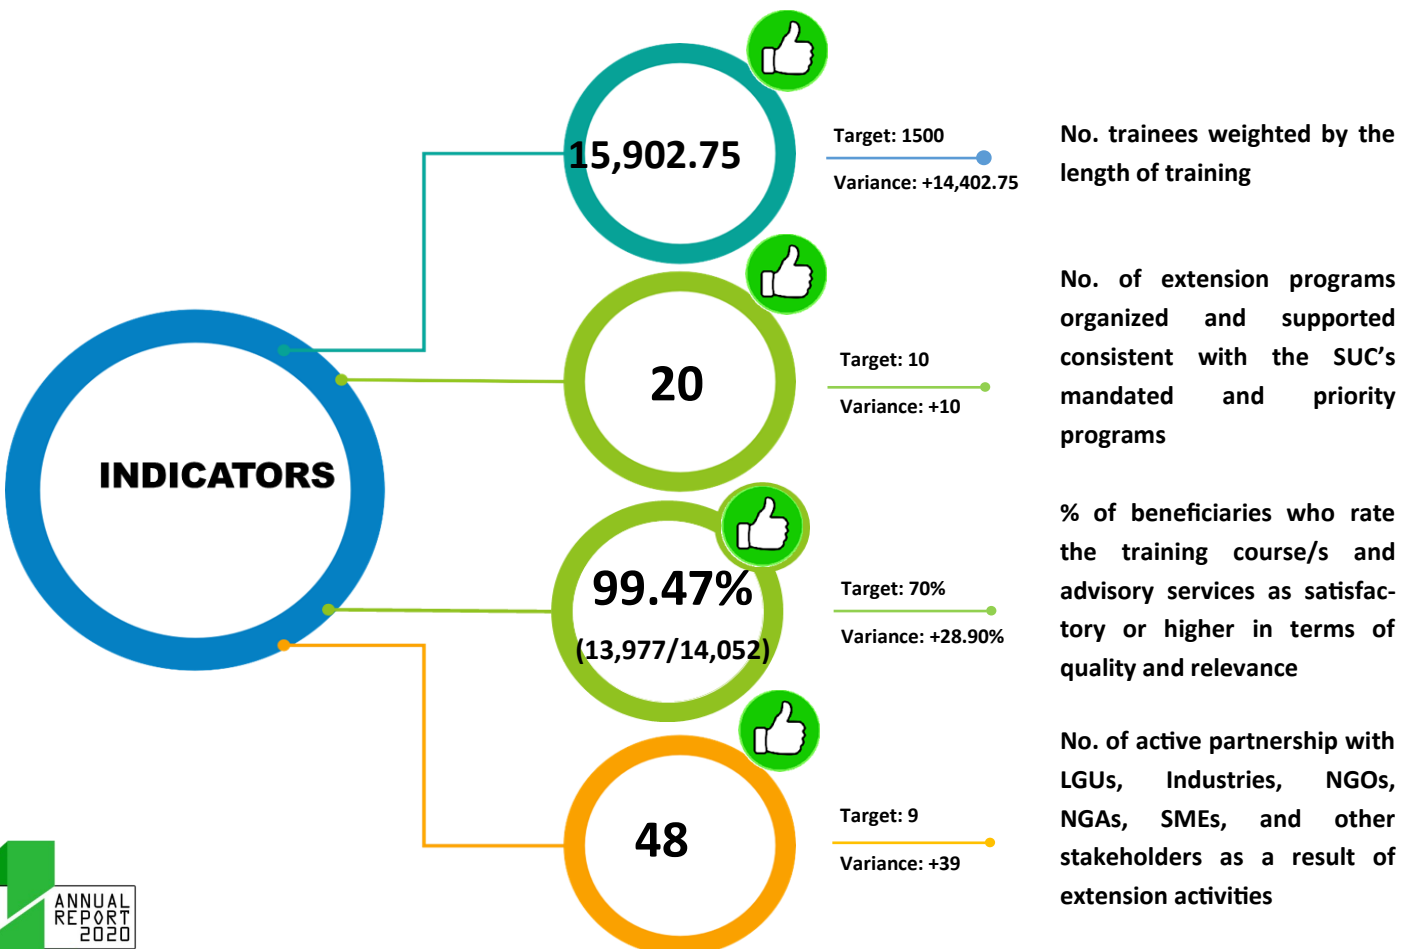 INDICATORS
15,902.75
Target: 1500
Variance: +14,402.75
No. trainees weighted by the
length of training
20
Target: 10
Variance: +10
No. of extension programs
organized and supported
consistent with the SUC’s
mandated and priority
programs
99.47%
(13,977/14,052)
Target: 70%
Variance: +28.90%
% of beneficiaries who rate
the training course/s and
advisory services as satisfac-
tory or higher in terms of
quality and relevance
48
Target: 9
Variance: +39
No. of active partnership with
LGUs, Industries, NGOs,
NGAs, SMEs, and other
stakeholders as a result of
extension activities
ANNUAL
REPORT
2020